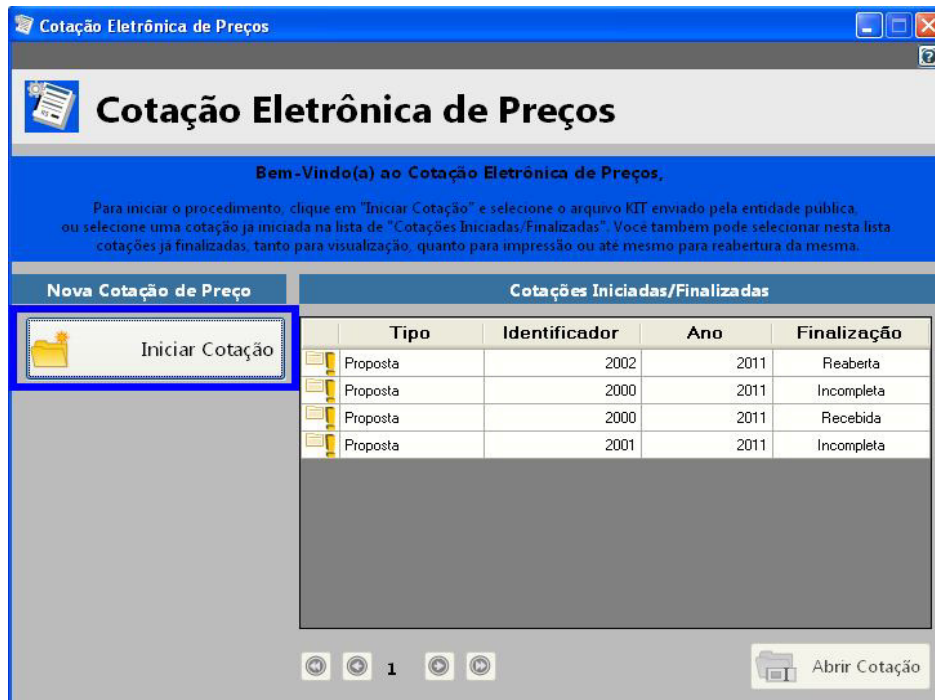 Cotação Eletrônica de Preços
Cotação Eletrônica de Preços
Bem-Vindo(a) ao Cotação Eletrônica de Preços,
Para iniciar o procedimento, clique em "Iniciar Cotação" e selecione o arquivo KIT enviado pela entidade pública,
ou selecione uma cotação já iniciada na lista de "Cotações Iniciadas/Finalizadas". Você também pode selecionar nesta lista
cotações já finalizadas, tanto para visualização, quanto para impressão ou até mesmo para reabertura da mesma.
Nova Cotação de Preço
Iniciar Cotação
Cotações Iniciadas/Finalizadas
Tipo Identificador Ano Finalização
Proposta 2002 2011 Reaberta
Proposta 2000 2011 Incompleta
Proposta 2000 2011 Recebida
Proposta 2001 2011 Incompleta
1
Abrir Cotação